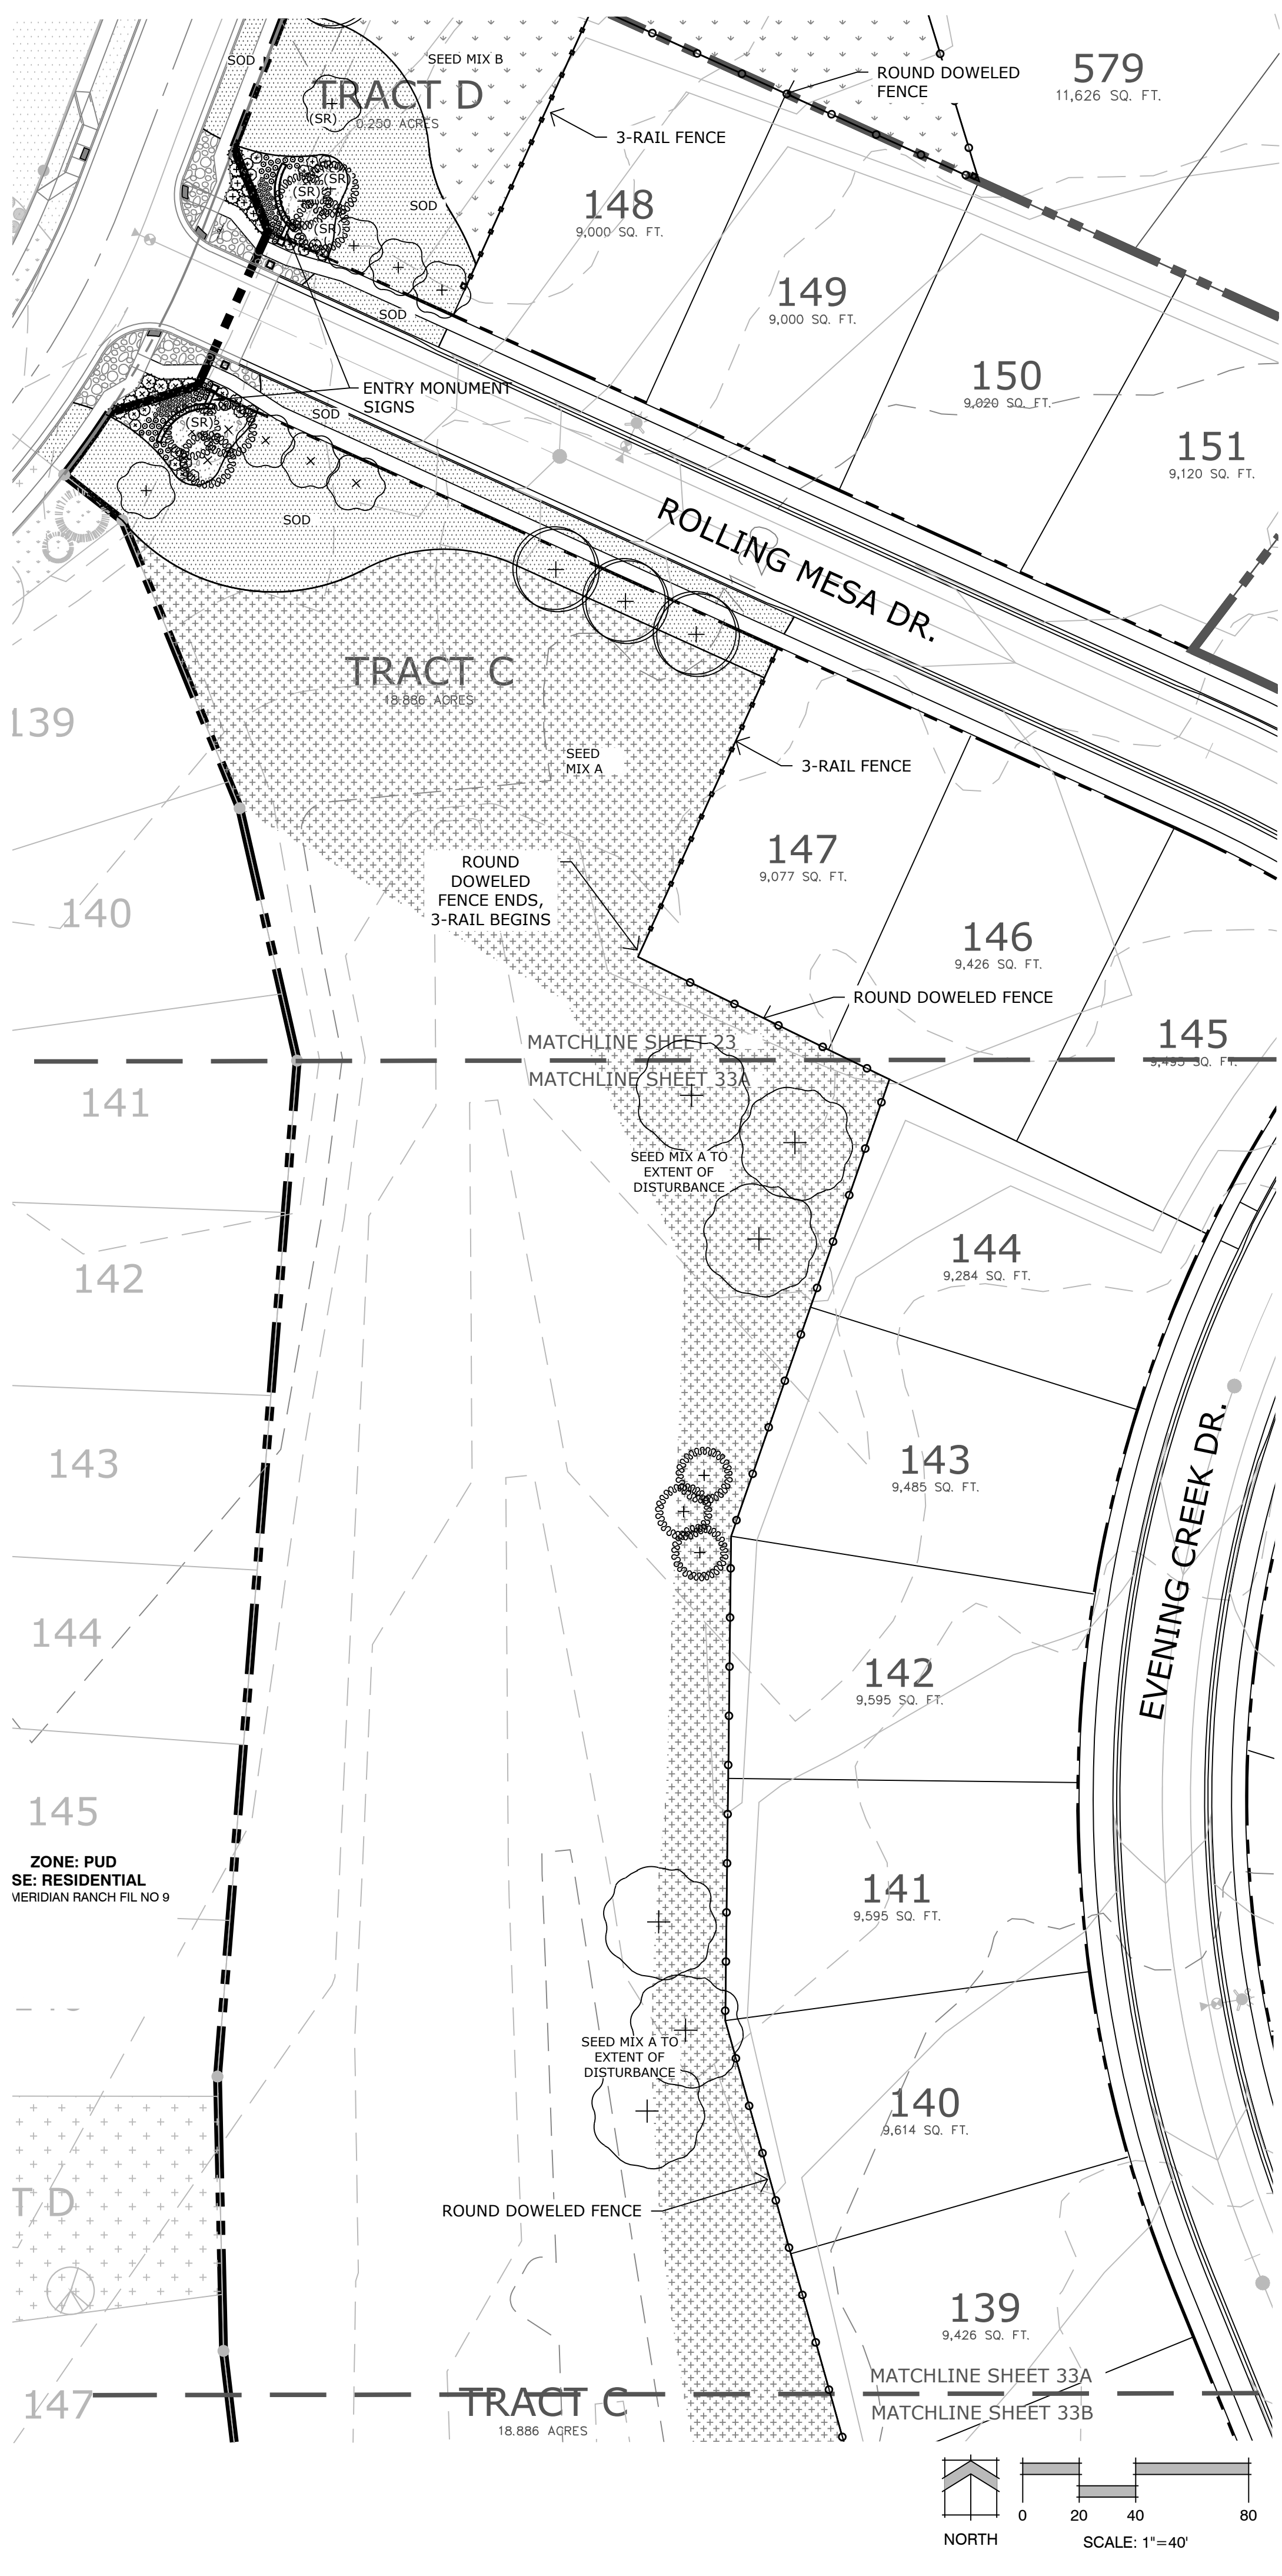 SOD
SEED MIX B
TRACT D
0.250 ACRES
(SR)
ROUND DOWELED
FENCE
579
11,626 SQ. FT.
3-RAIL FENCE
(SR)
(SR)
(SR)
SOD
148
9,000 SQ. FT.
149
9,000 SQ. FT.
SOD
150
9,020 SQ. FT.
ENTRY MONUMENT
SIGNS
SOD
(SR)
151
9,120 SQ. FT.
SOD
ROLLING MESA DR.
TRACT C
18.886 ACRES
139
SEED
MIX A
3-RAIL FENCE
147
9,077 SQ. FT.
ROUND
DOWELED
FENCE ENDS,
3-RAIL BEGINS
140
146
9,426 SQ. FT.
ROUND DOWELED FENCE
145
9,495 SQ. FT.
MATCHLINE SHEET 23
MATCHLINE SHEET 33A
141
SEED MIX A TO
EXTENT OF
DISTURBANCE
144
9,284 SQ. FT.
142
143
9,485 SQ. FT.
143
EVENING CREEK DR.
144
142
9,595 SQ. FT.
145
ZONE: PUD
SE: RESIDENTIAL
MERIDIAN RANCH FIL NO 9
141
9,595 SQ. FT.
SEED MIX A TO
EXTENT OF
DISTURBANCE
140
9,614 SQ. FT.
T D
ROUND DOWELED FENCE
139
9,426 SQ. FT.
MATCHLINE SHEET 33A
147
TRACT C
18.886 ACRES
MATCHLINE SHEET 33B
0 20 40 80
NORTH
SCALE: 1"=40'